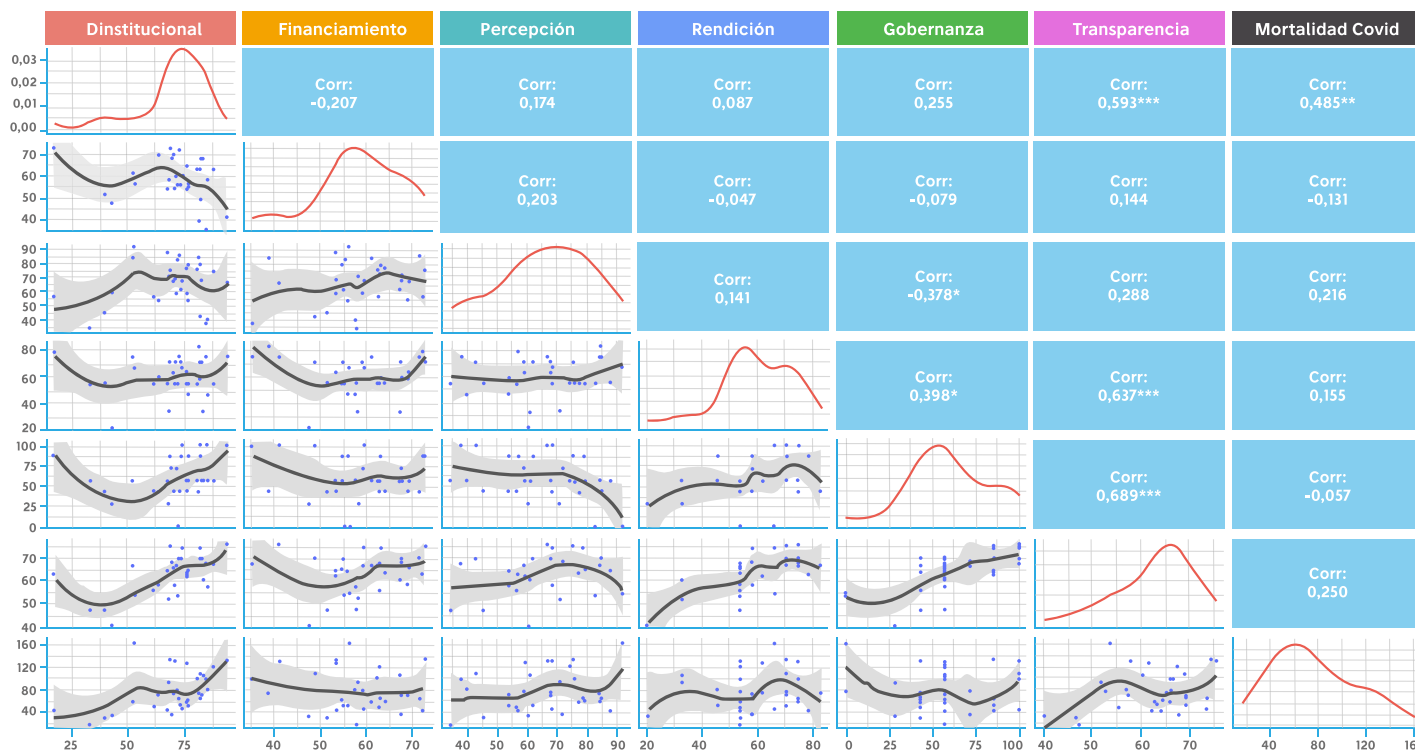 Dinstitucional Financiamiento Percepción Rendición Gobernanza Transparencia Mortalidad Covid
0,03
0,02
0,01
0,00
Corr:
-0,207
Corr:
0,174
Corr:
0,087
Corr:
0,255
Corr:
0,593***
Corr:
0,485**
70
60
50
40
Corr:
0,203
Corr:
-0,047
Corr:
-0,079
Corr:
0,144
Corr:
-0,131
90
80
70
60
50
40
Corr:
0,141
Corr:
-0,378*
Corr:
0,288
Corr:
0,216
80
60
40
20
Corr:
0,398*
Corr:
0,637***
Corr:
0,155
100
75
50
25
0
Corr:
0,689***
Corr:
-0,057
70
60
50
40
Corr:
0,250
160
120
80
40
25 50 75 40 50 60 70 40 50 60 70 80 90 20 40 60 80 0 25 50 75 100 40 50 60 70 40 80 120